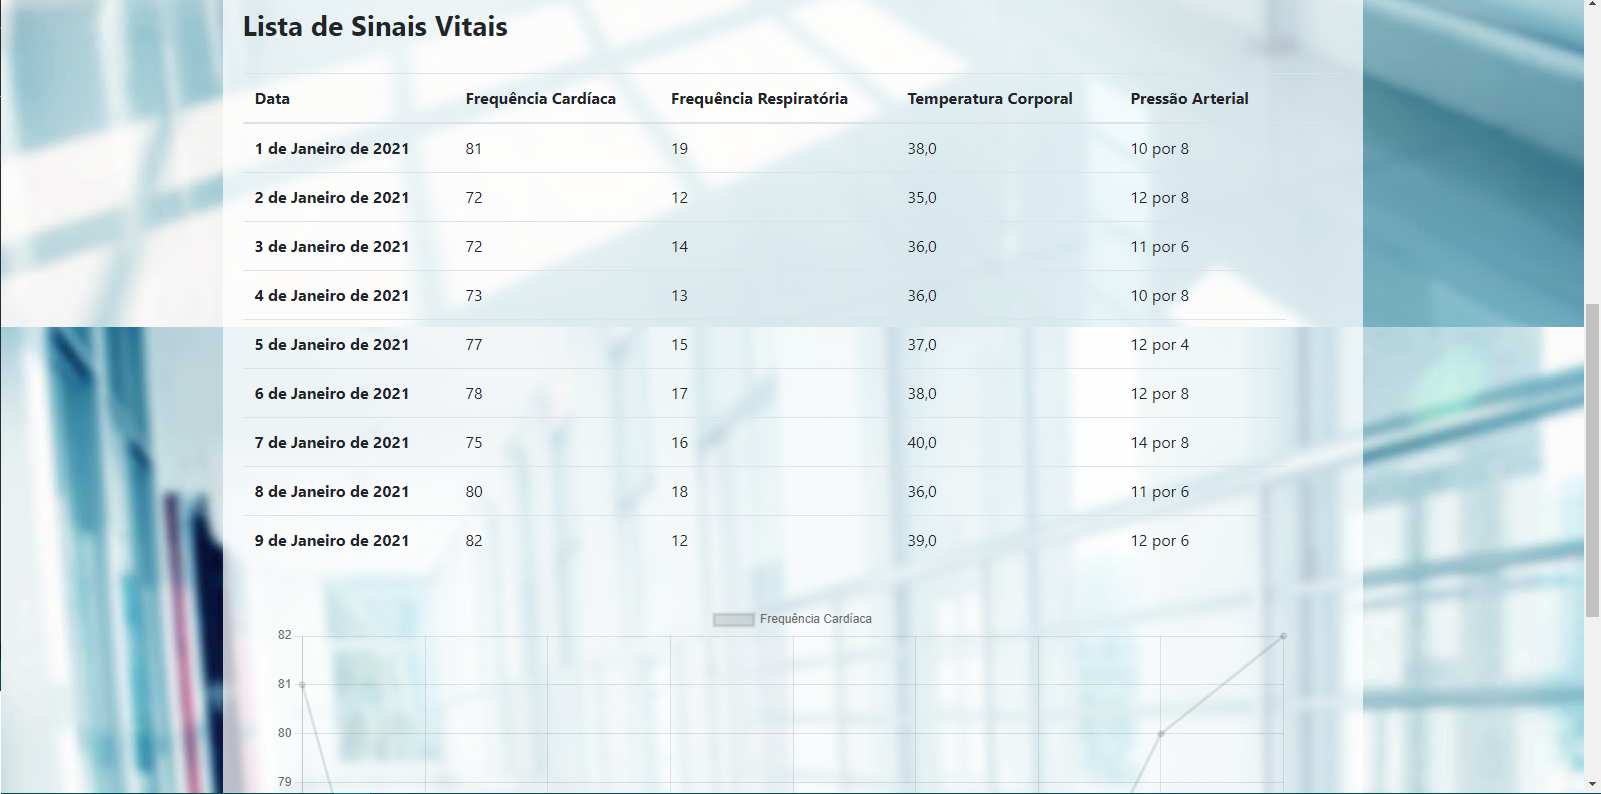 Lista de Sinais Vitais
Data Frequência Cardíaca Frequência Respiratória Temperatura Corporal Pressão Arterial
1 de Janeiro de 2021 81 19 38,0 10 por 8
2 de Janeiro de 2021 72 12 35,0 12 por 8
3 de Janeiro de 2021 72 14 36,0 11 por 6
4 de Janeiro de 2021 73 13 36,0 10 por 8
5 de Janeiro de 2021 77 15 37,0 12 por 4
6 de Janeiro de 2021 78 17 38,0 12 por 8
7 de Janeiro de 2021 75 16 40,0 14 por 8
8 de Janeiro de 2021 80 18 36,0 11 por 6
9 de Janeiro de 2021 82 12 39,0 12 por 6
Frequência Cardíaca
82
81
80
79